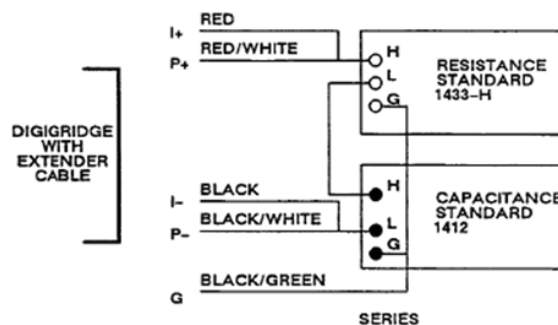 I+ RED
P+ RED/WHITE
H
L
G
RESISTANCE
STANDARD
1433-H
DIGIGRIDGE
WITH
EXTENDER
CABLE
I- BLACK
P- BLACK/WHITE
H
L
G
CAPACITANCE
STANDARD
1412
G BLACK/GREEN
SERIES